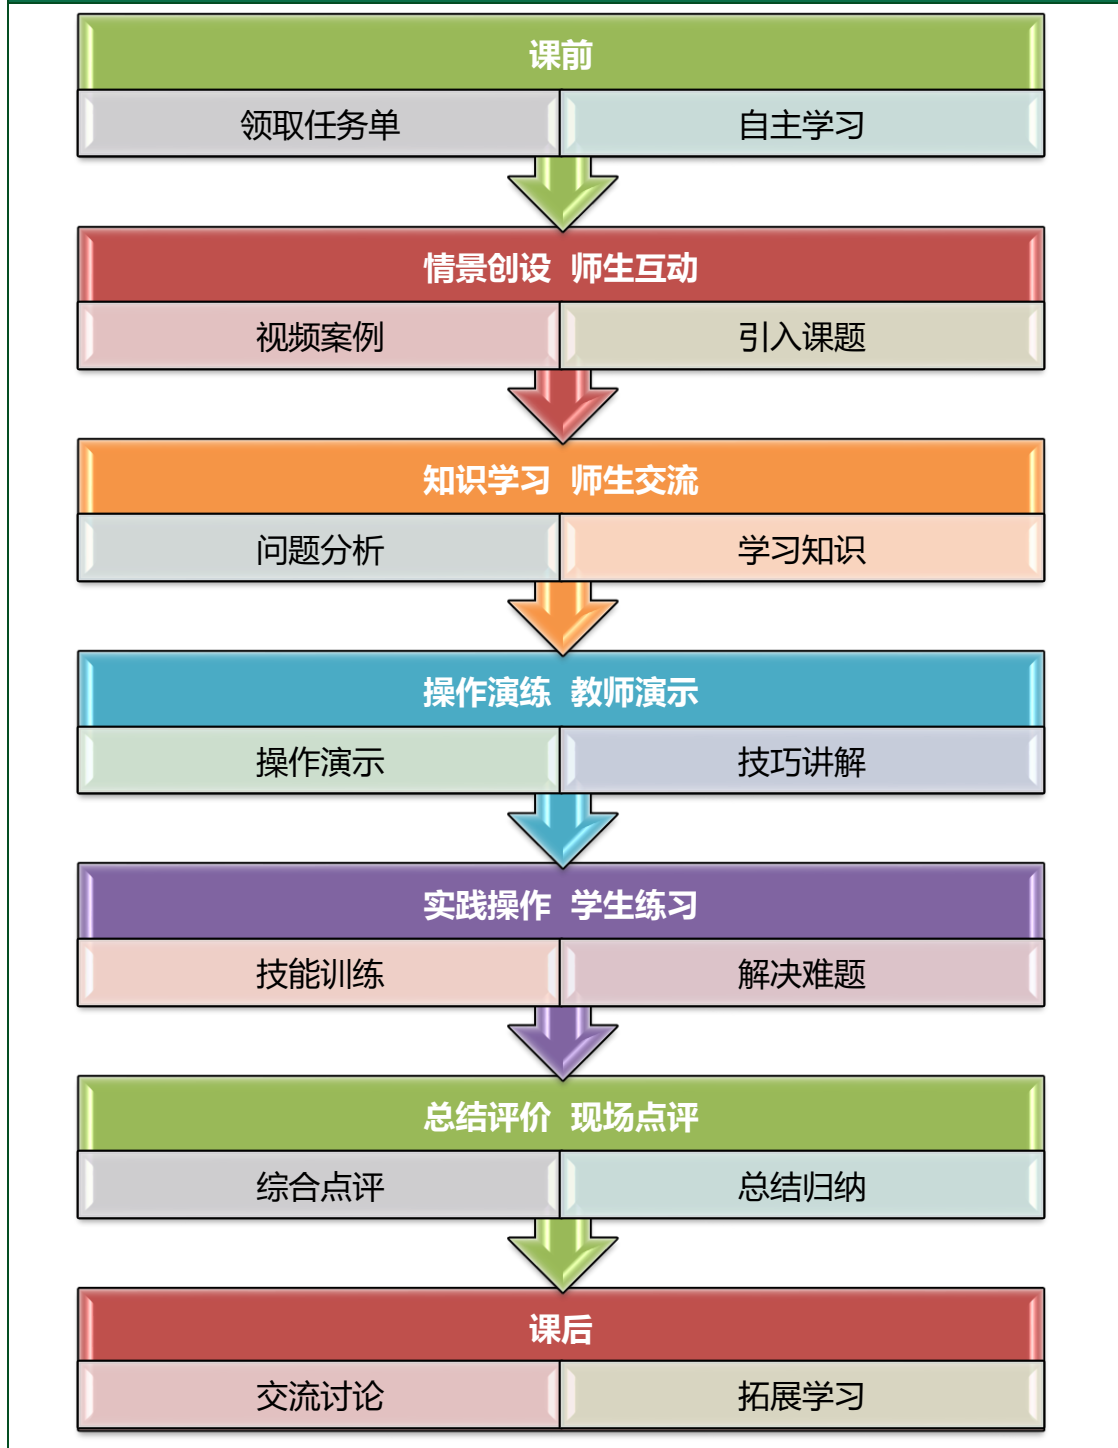 课前
领取任务单 自主学习
情景创设 师生互动
视频案例 引入课题
知识学习 师生交流
问题分析 学习知识
操作演练 教师演示
操作演示 技巧讲解
实践操作 学生练习
技能训练 解决难题
总结评价 现场点评
综合点评 总结归纳
课后
交流讨论 拓展学习